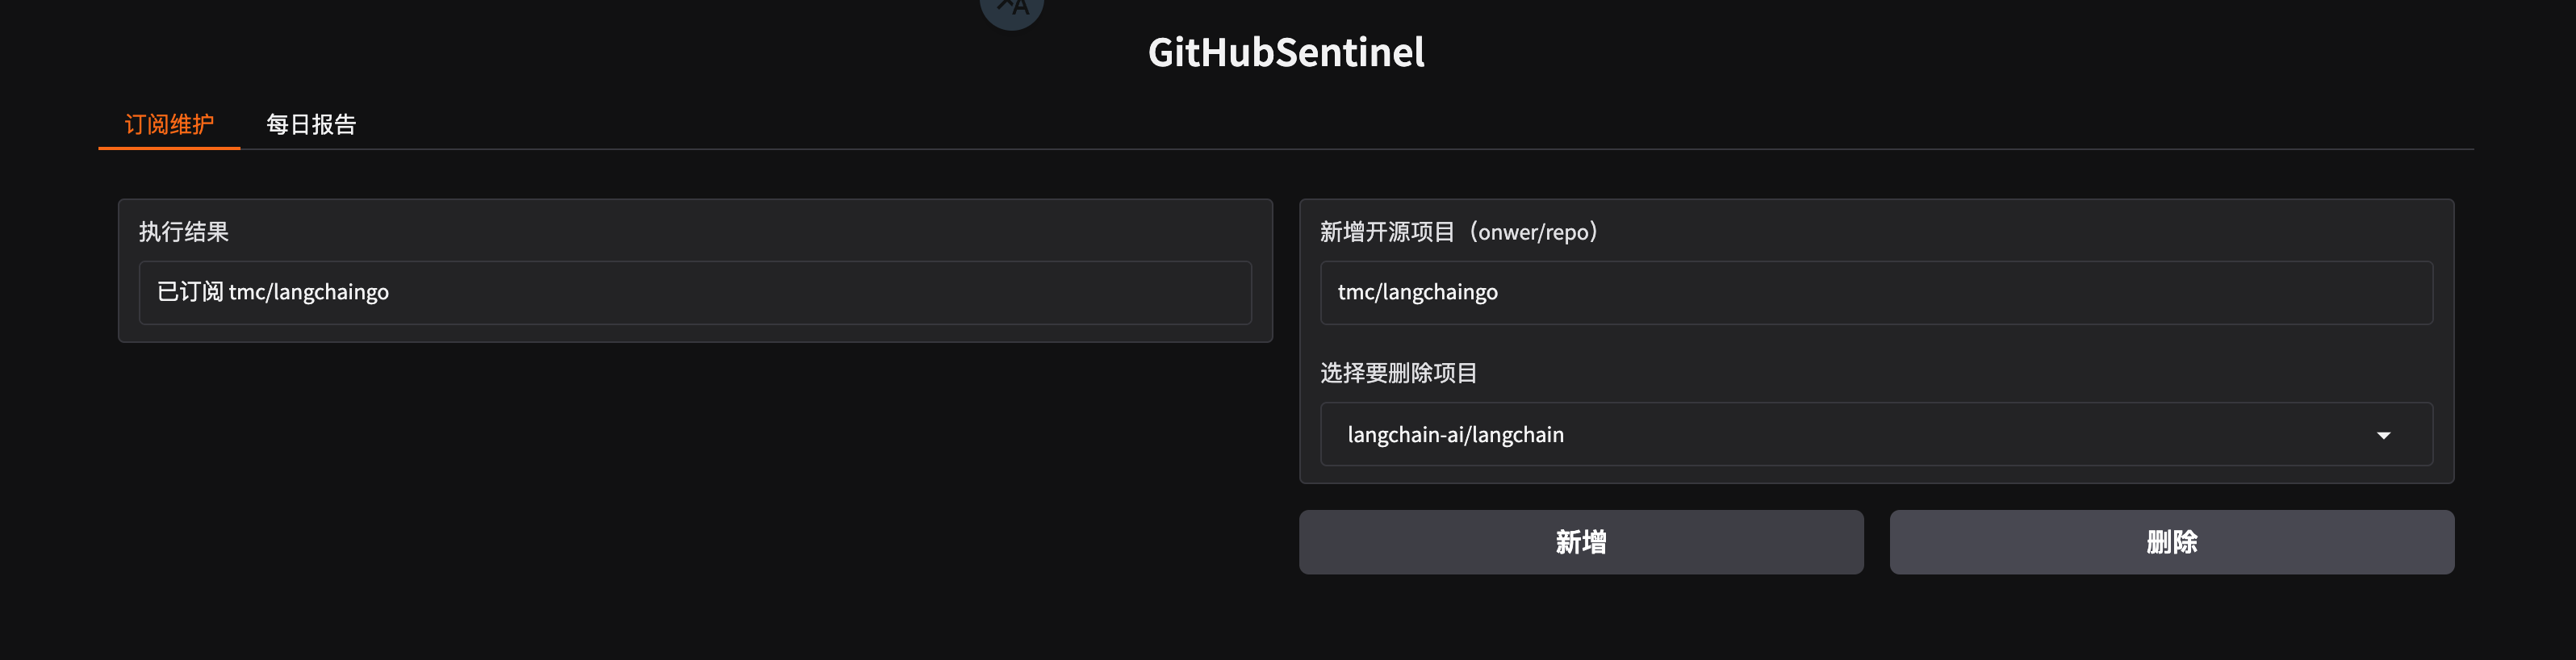 GitHubSentinel
订阅维护
每日报告
执行结果
已订阅 tmc/langchaingo
新增开源项目（onwer/repo）
tmc/langchaingo
选择要删除项目
langchain-ai/langchain
新增
删除